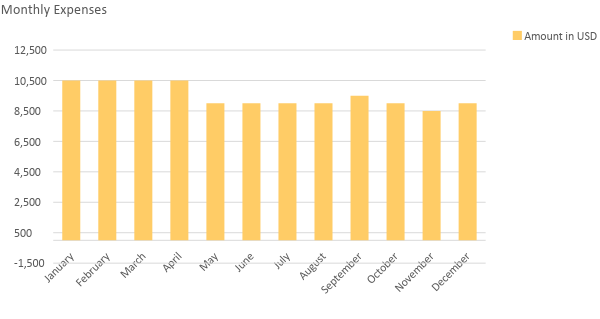 Monthly Expenses
Amount in USD
12,500
10,500
8,500
6,500
4,500
2,500
500
-1,500
January
February
March
April
May
June
July
August
September
October
November
December